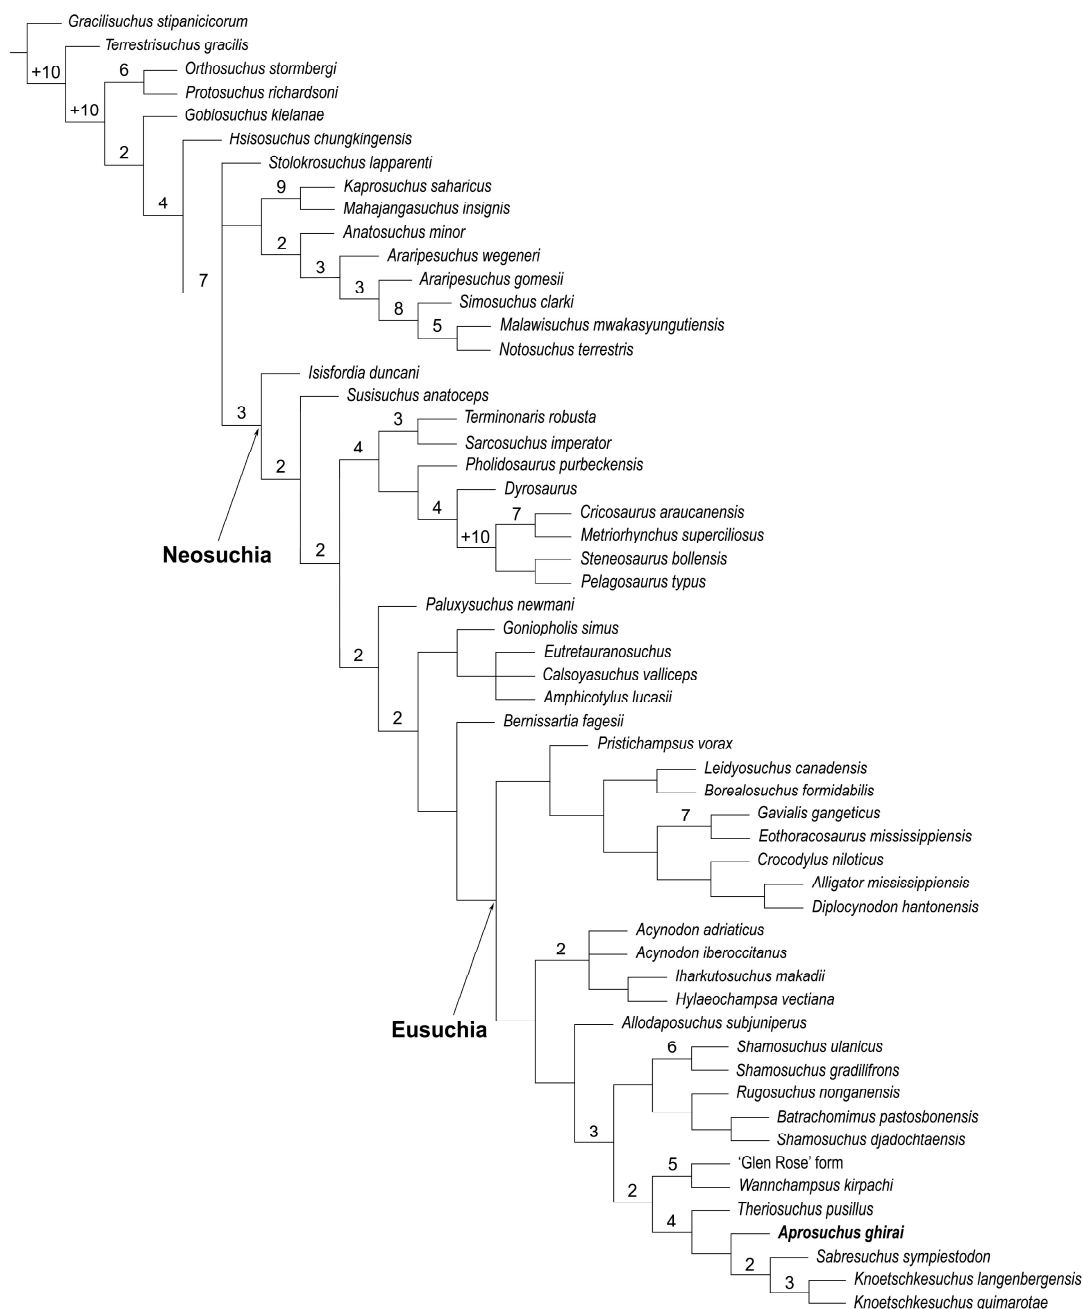 Gracilisuchus stipanicicorum
Terrestrisuchus gracilis
+10
6
Orthosuchus stormbergi
Protosuchus richardsoni
+10
Gobiosuchus kielanae
2
Hsisosuchus chungkingensis
Stolokrosuchus lapparenti
9
Kaprosuchus saharicus
4
Mahajangasuchus insignis
Anatosuchus minor
2
Araripesuchus wegeneri
3
7
Araripesuchus gomesii
3
Simosuchus clarki
8
Malawisuchus mwakasyungutiensis
5
Notosuchus terrestris
Isisfordia duncani
Susisuchus anatoceps
3
Terminonaris robusta
3
Sarcosuchus imperator
4
Pholidosaurus purbeckensis
2
Dyrosaurus
4
7
Cricosaurus araucanensis
Metriorhynchus superciliosus
+10
Neosuchia
2
Steneosaurus bollensis
Pelagosaurus typus
Paluxysuchus newmani
Goniopholis simus
2
Eutretauranosuchus
Calsoyasuchus valliceps
Amphicotylus lucasii
2
Bernissartia fagesii
Pristichampsus vorax
Leidyosuchus canadensis
Borealosuchus formidabilis
7
Gavialis gangeticus
Eothoracosaurus mississippiensis
Crocodylus niloticus
Alligator mississippiensis
Diplocynodon hantonensis
Acynodon adriaticus
2
Acynodon iberoccitanus
Iharkutosuchus makadii
Hylaeochampsa vectiana
Eusuchia
Allodaposuchus subjuniperus
6
Shamosuchus ulanicus
Shamosuchus gradilifrons
Rugosuchus nonganensis
Batrachomimus pastosbonensis
3
Shamosuchus djadochtaensis
5
'Glen Rose' form
2
Wannchampsus kirpachi
Theriosuchus pusillus
4
Aprosuchus ghirai
2
Sabresuchus sympiestodon
3
Knoetschkesuchus langenbergensis
Knoetschkesuchus guimarotae